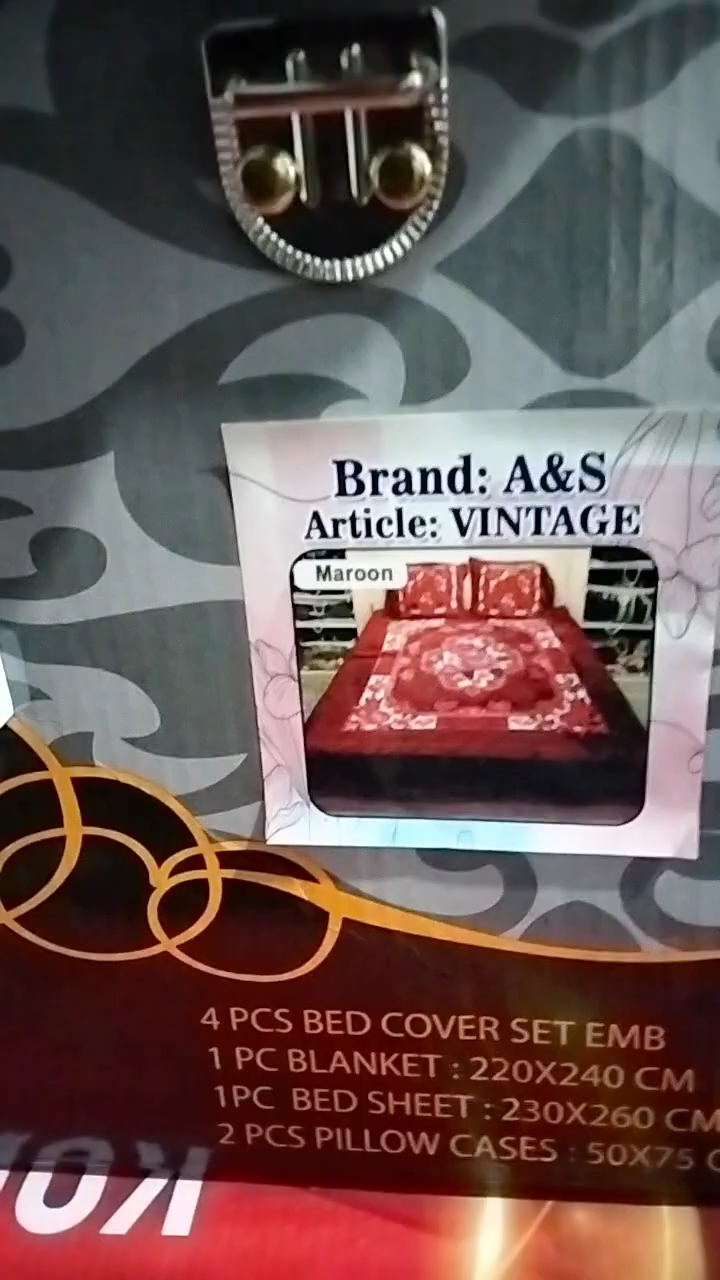 Brand: A&S
Article: VINTAGE
Maroon
4 PCS BED COVER SET EMB
1 PC BLANKET : 220X240 CM
1PC BED SHEET : 230X260 CM
2 PCS PILLOW CASES : 50X75